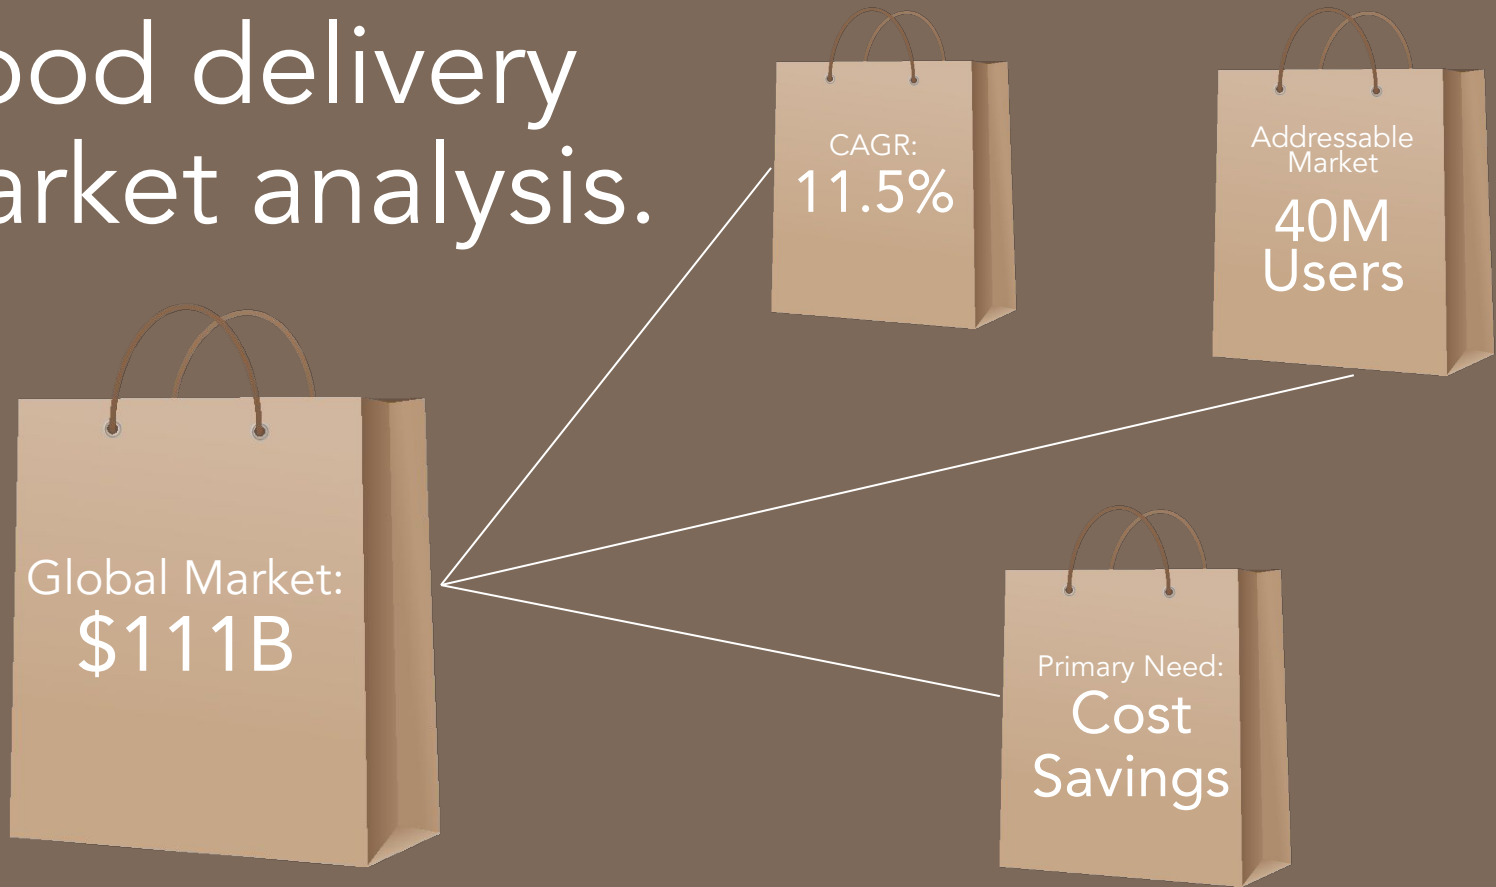 ood delivery
arket analysis.
CAGR:
11.5%
Addressable
Market
40M
Users
Global Market:
$111B
Primary Need:
Cost
Savings